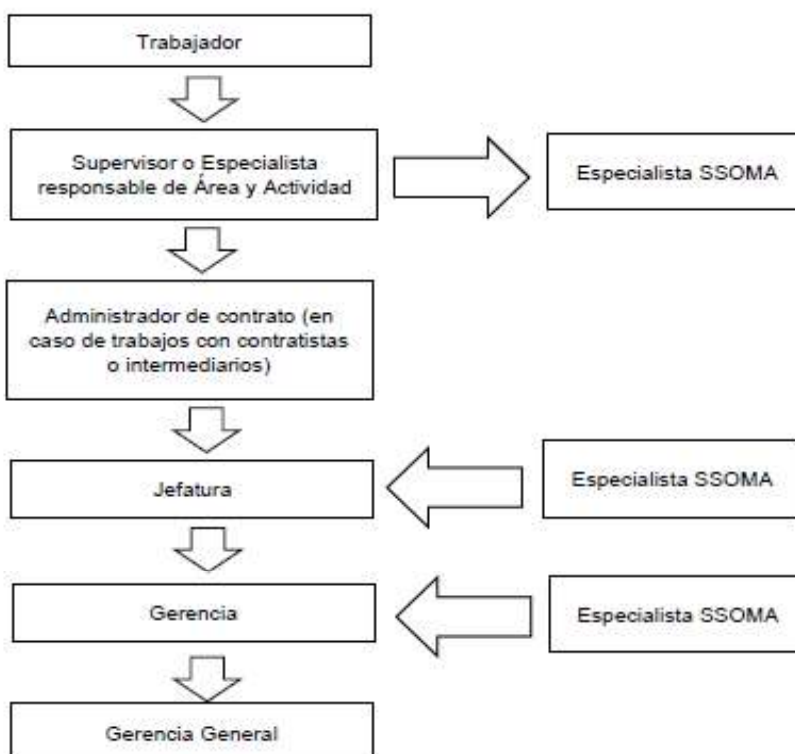 Trabajador
Supervisor o Especialista
responsable de Área y Actividad
Especialista SSOMA
Administrador de contrato (en
caso de trabajos con contratistas
o intermediarios)
Jefatura
Especialista SSOMA
Gerencia
Especialista SSOMA
Gerencia General